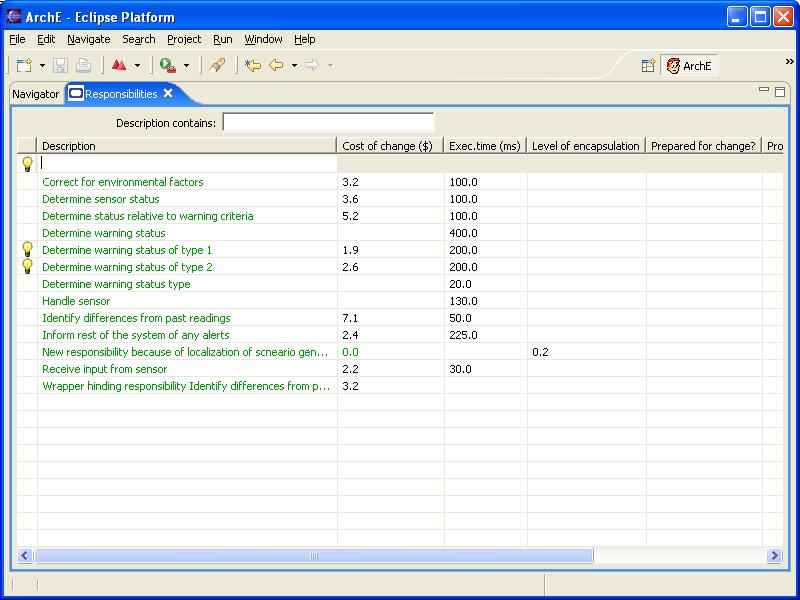 ArchE - Eclipse Platform
File Edit Navigate Search Project Run Window Help
ArchE »
Navigator Responsibilities
Description contains:
Description Cost of change ($) Exec.time (ms) Level of encapsulation Prepared for change? Pro
Correct for environmental factors 3.2 100.0
Determine sensor status 3.6 100.0
Determine status relative to warning criteria 5.2 100.0
Determine warning status 400.0
Determine warning status of type 1 1.9 200.0
Determine warning status of type 2 2.6 200.0
Determine warning status type 20.0
Handle sensor 130.0
Identify differences from past readings 7.1 50.0
Inform rest of the system of any alerts 2.4 225.0
New responsibility because of localization of scneario gen... 0.0 0.2
Receive input from sensor 2.2 30.0
Wrapper hinding responsibility Identify differences from p... 3.2